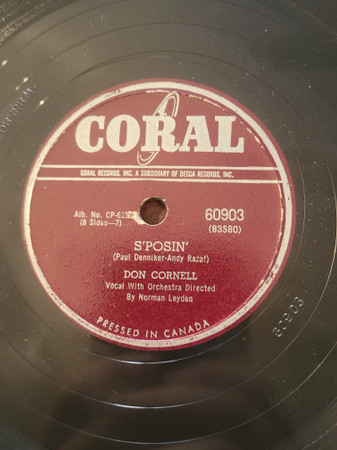 CORAL
CORAL RECORDS, INC. A SUBSIDIARY OF DECCA RECORDS, INC.
Alb. No.
(8 Sides—7)
60903
(83580)
S'POSIN'
(Paul Denniker-Andy Razaf)
DON CORNELL
Vocal With Orchestra Directed
By Norman Leyden
PRESSED IN CANADA
60903